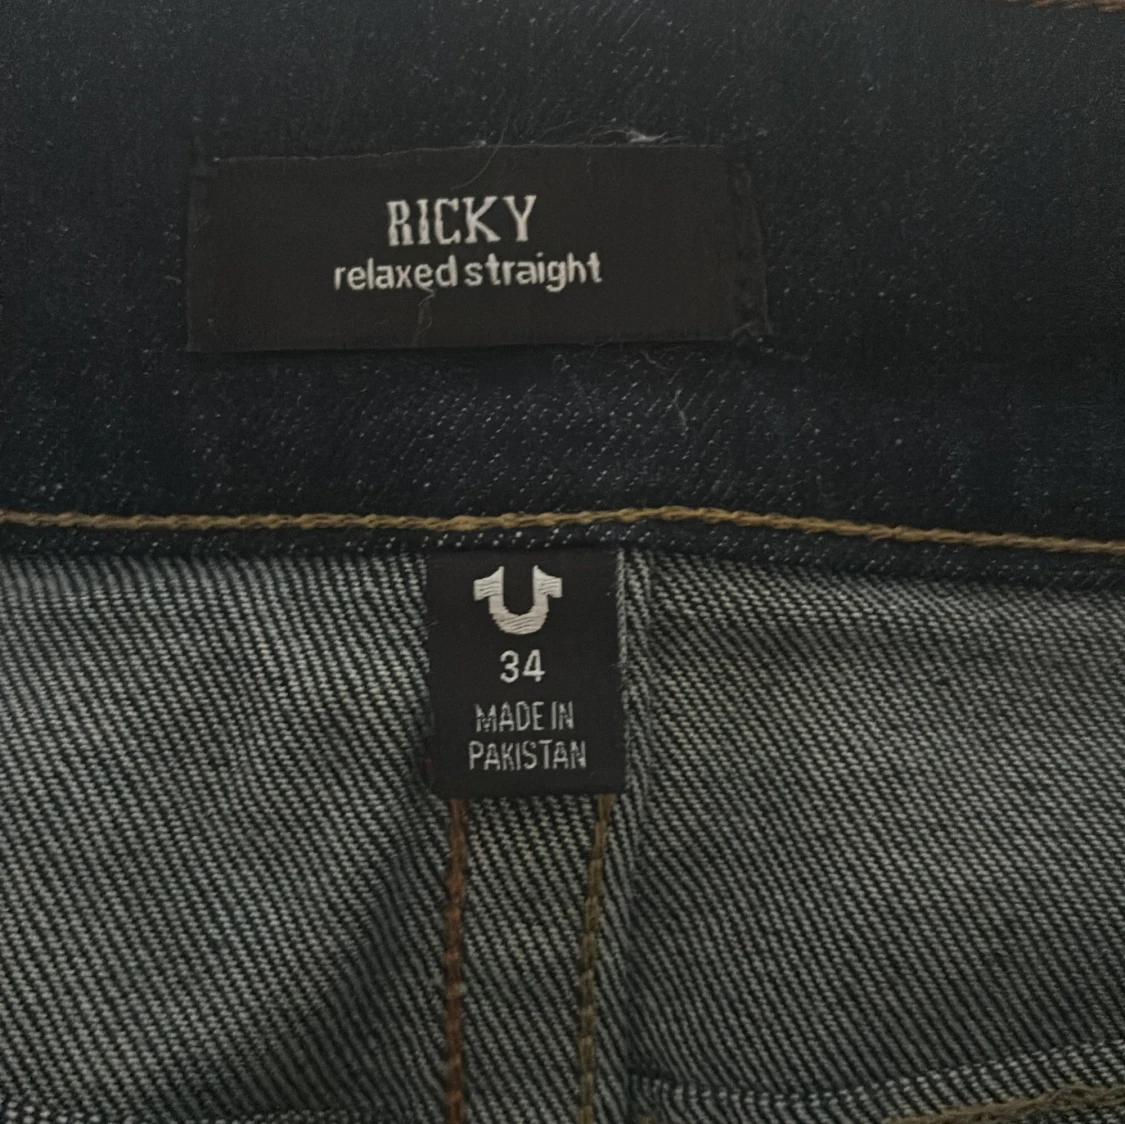 RICKY
relaxed straight
34
MADE IN
PAKISTAN